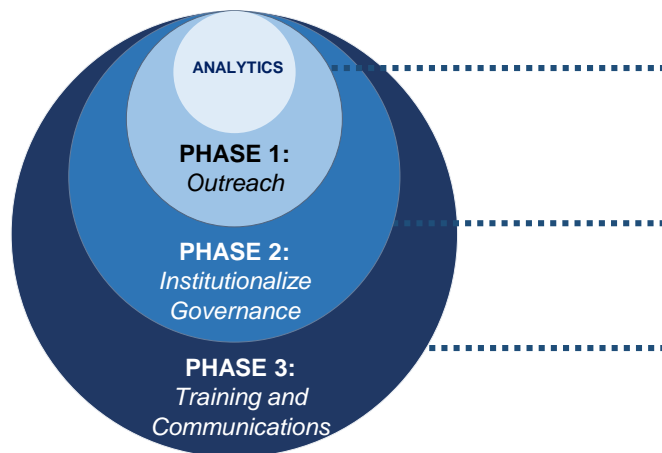 ANALYTICS
PHASE 1:
Outreach
PHASE 2:
Institutionalize
Governance
PHASE 3:
Training and
Communications